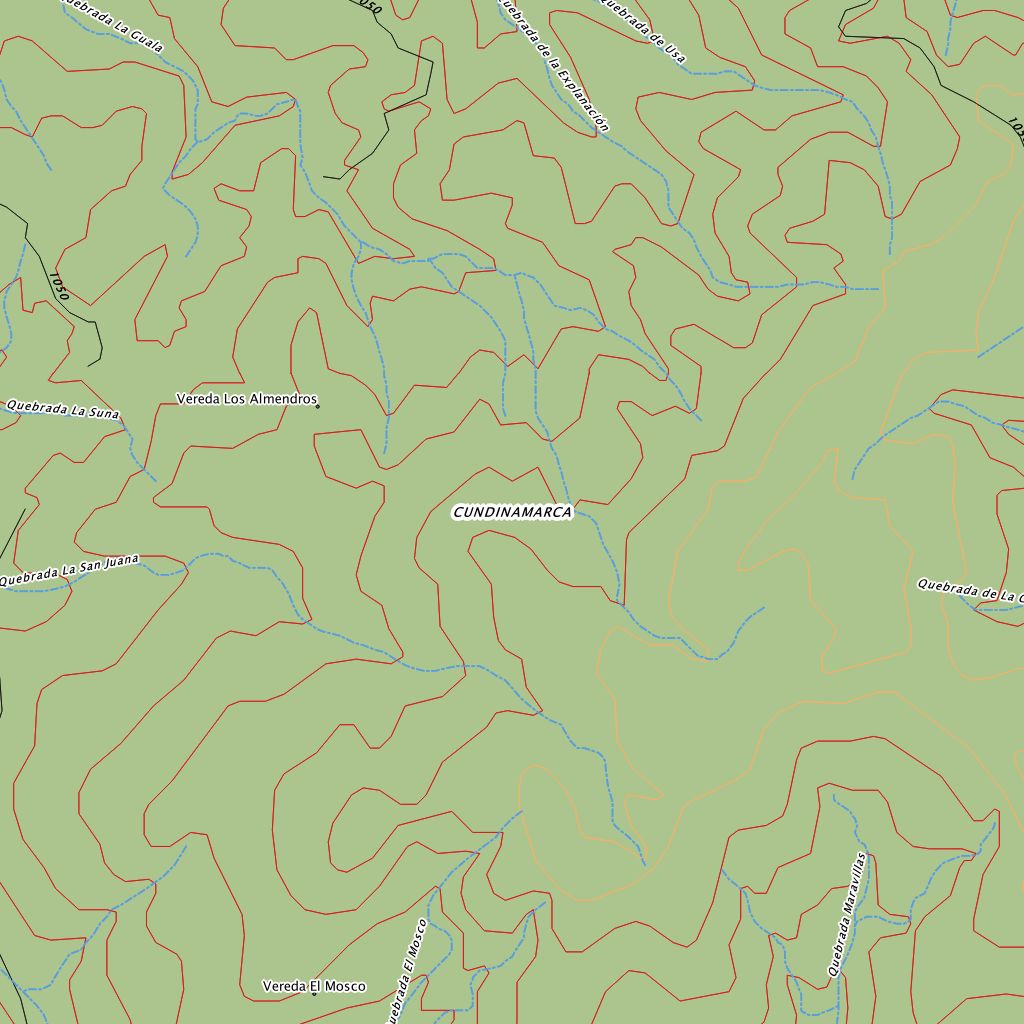 Quebrada La Guala
1050
Quebrada de la Explanación
Quebrada de Usa
1050
Vereda Los Almendros
Quebrada La Suna
CUNDINAMARCA
Quebrada La San Juana
Quebrada de La
Quebrada Maravillas
Quebrada El Mosco
Vereda El Mosco